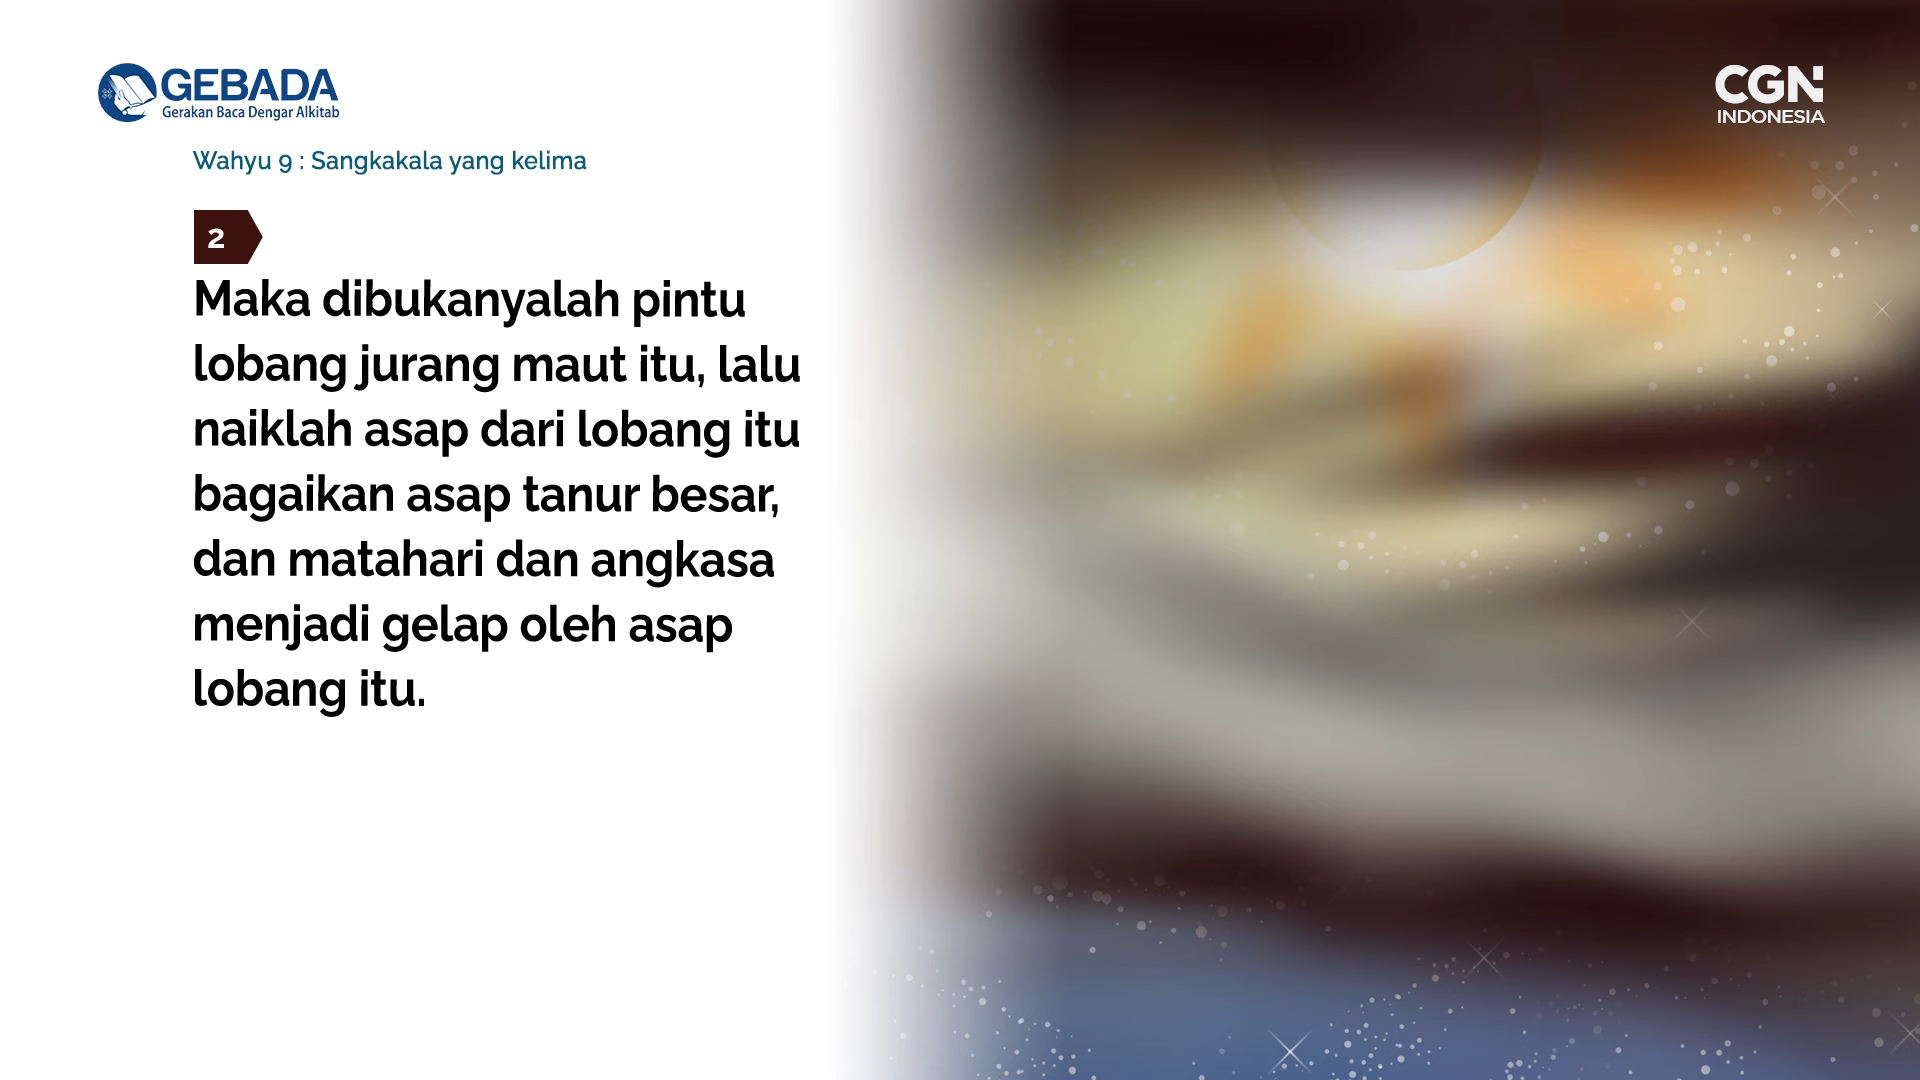 GEBADA
Gerakan Baca Dengar Alkitab
CGN
INDONESIA
Wahyu 9 : Sangkakala yang kelima
2
Maka dibukanyalah pintu
lobang jurang maut itu, lalu
naiklah asap dari lobang itu
bagaikan asap tanur besar,
dan matahari dan angkasa
menjadi gelap oleh asap
lobang itu.